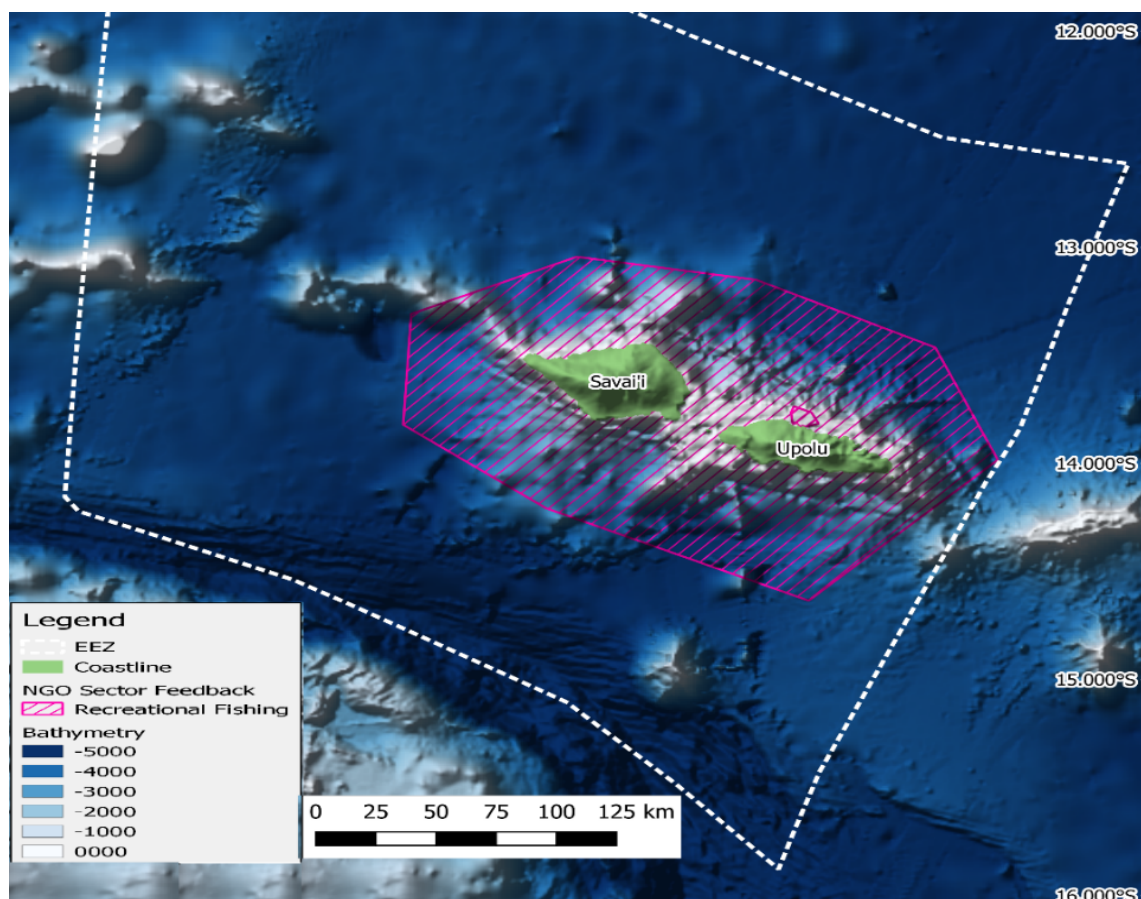 12.000°S
13.000°S
Savai'i
Upolu
14.000°S
15.000°S
16.000°S
Legend
EEZ
Coastline
NGO Sector Feedback
Recreational Fishing
Bathymetry
-5000
-4000
-3000
-2000
-1000
0000
0 25 50 75 100 125 km